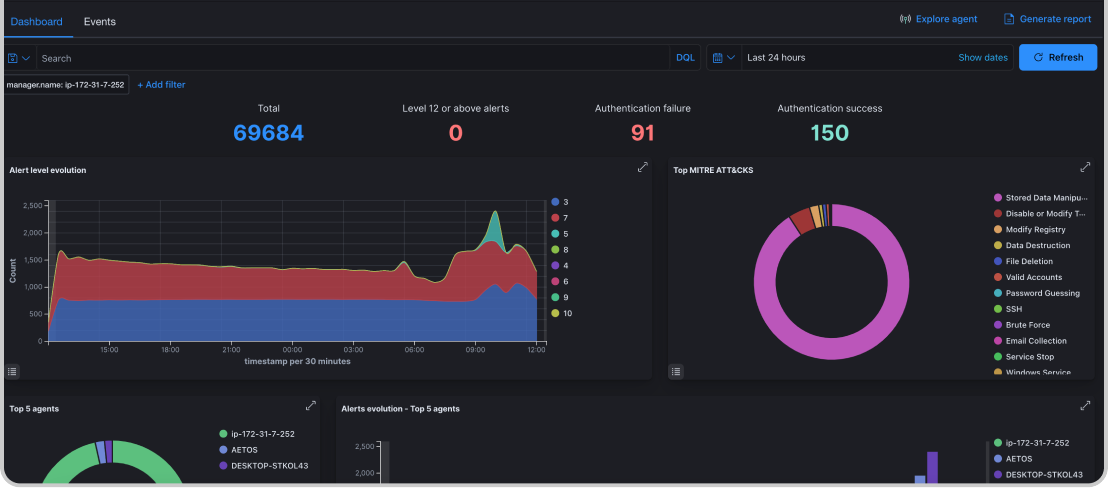 Dashboard Events Explore agent Generate report
Search DQL Last 24 hours Show dates Refresh
manager.name: ip-172-31-7-252 + Add filter
Total Level 12 or above alerts Authentication failure Authentication success
69684 0 91 150
Alert level evolution
2,500
2,000
1,500
1,000
500
0
Count
15:00 18:00 21:00 00:00 03:00 06:00 09:00 12:00
timestamp per 30 minutes
3
7
5
8
4
6
9
10
Top MITRE ATT&CKS
Stored Data Manipu...
Disable or Modify T...
Modify Registry
Data Destruction
File Deletion
Valid Accounts
Password Guessing
SSH
Brute Force
Email Collection
Service Stop
Windows Service
Top 5 agents
ip-172-31-7-252
AETOS
DESKTOP-STKOL43
Alerts evolution - Top 5 agents
2,500
2,000
ip-172-31-7-252
AETOS
DESKTOP-STKOL43